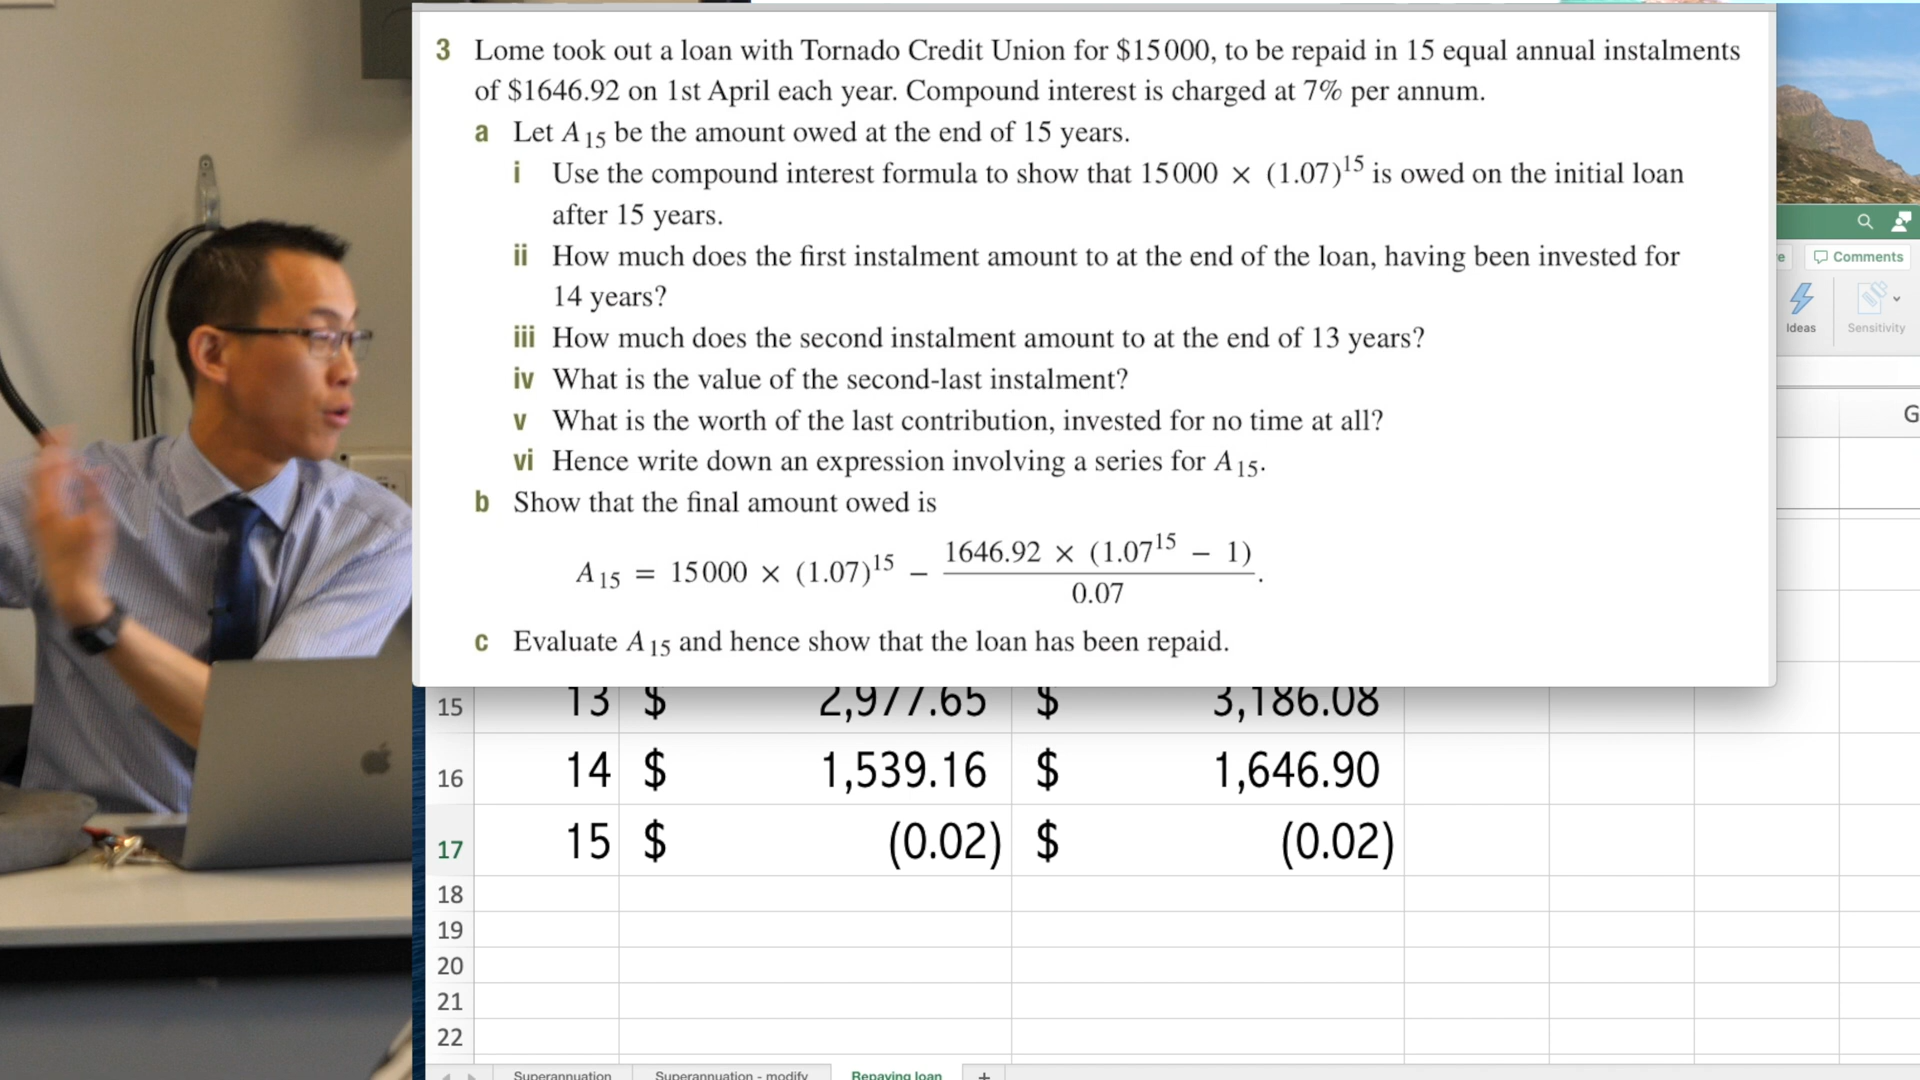 3 Lome took out a loan with Tornado Credit Union for $15000, to be repaid in 15 equal annual instalments
of $1646.92 on 1st April each year. Compound interest is charged at 7% per annum.
a Let A15 be the amount owed at the end of 15 years.
i Use the compound interest formula to show that 15000 × (1.07)^15 is owed on the initial loan
after 15 years.
ii How much does the first instalment amount to at the end of the loan, having been invested for
14 years?
iii How much does the second instalment amount to at the end of 13 years?
iv What is the value of the second-last instalment?
v What is the worth of the last contribution, invested for no time at all?
vi Hence write down an expression involving a series for A15.
b Show that the final amount owed is
A15 = 15000 × (1.07)^15 − 1646.92 × (1.07^15 − 1) / 0.07.
c Evaluate A15 and hence show that the loan has been repaid.
Comments
Ideas
Sensitivity
G
15 13 $ 2,977.65 $ 3,186.08
16 14 $ 1,539.16 $ 1,646.90
17 15 $ (0.02) $ (0.02)
18
19
20
21
22
Superannuation Superannuation - modify Repaying loan +